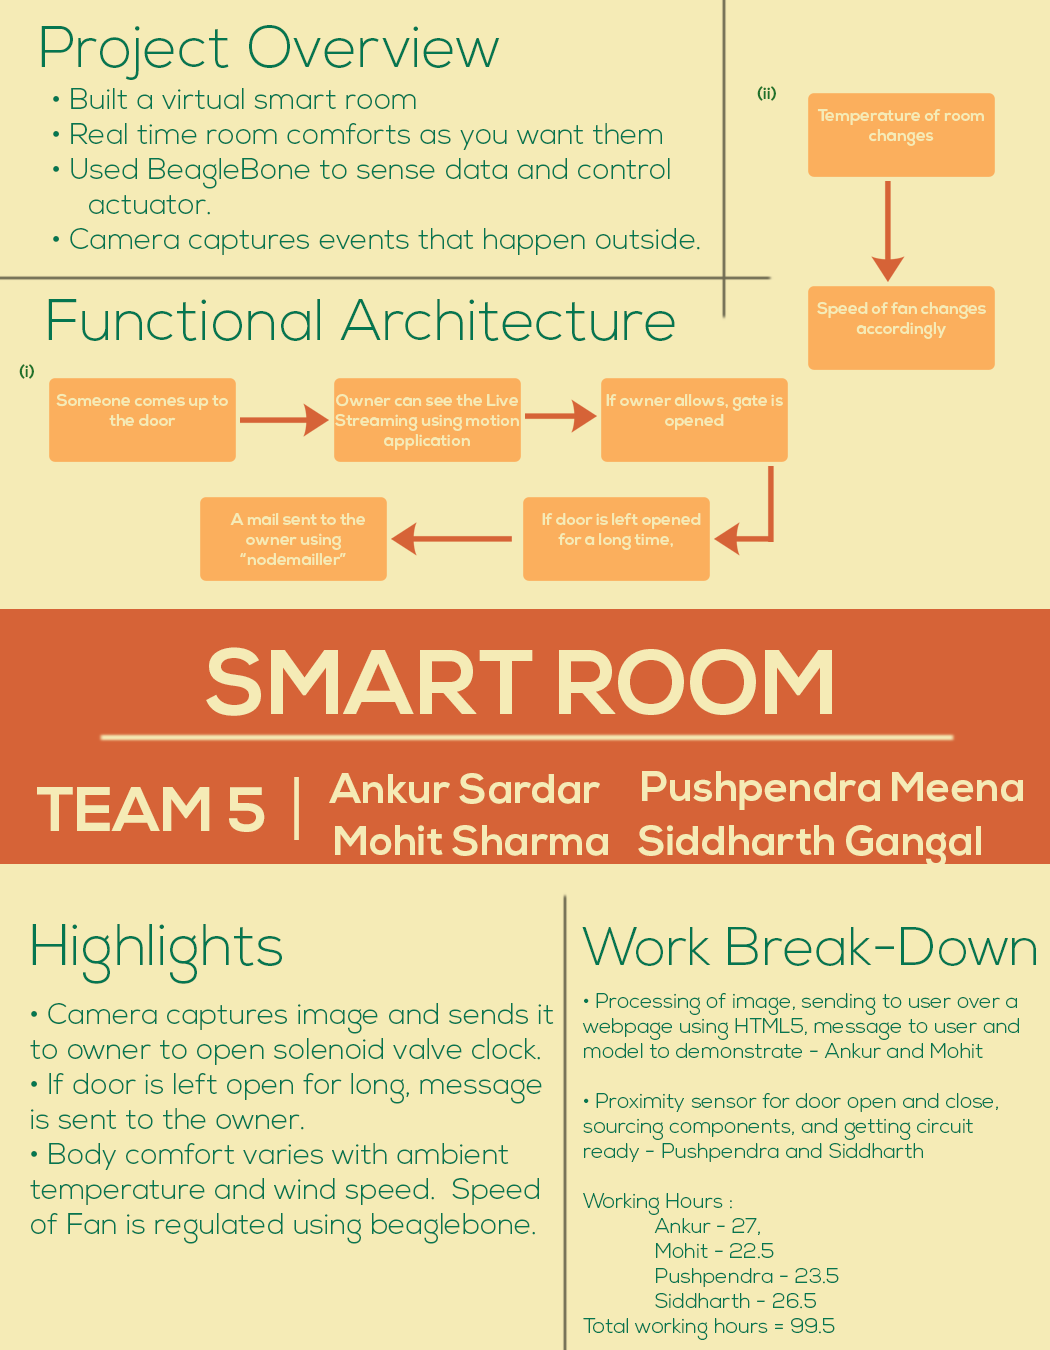 Project Overview
• Built a virtual smart room
• Real time room comforts as you want them
• Used BeagleBone to sense data and control
actuator.
• Camera captures events that happen outside.
(ii)
Temperature of room
changes
Speed of fan changes
accordingly
Functional Architecture
(i)
Someone comes up to
the door
Owner can see the Live
Streaming using motion
application
If owner allows, gate is
opened
If door is left opened
for a long time,
A mail sent to the
owner using
“nodemailler”
SMART ROOM
TEAM 5
Ankur Sardar
Pushpendra Meena
Mohit Sharma
Siddharth Gangal
Highlights
• Camera captures image and sends it
to owner to open solenoid valve clock.
• If door is left open for long, message
is sent to the owner.
• Body comfort varies with ambient
temperature and wind speed. Speed
of Fan is regulated using beaglebone.
Work Break-Down
• Processing of image, sending to user over a
webpage using HTML5, message to user and
model to demonstrate - Ankur and Mohit
• Proximity sensor for door open and close,
sourcing components, and getting circuit
ready - Pushpendra and Siddharth
Working Hours :
Ankur - 27,
Mohit - 22.5
Pushpendra - 23.5
Siddharth - 26.5
Total working hours = 99.5